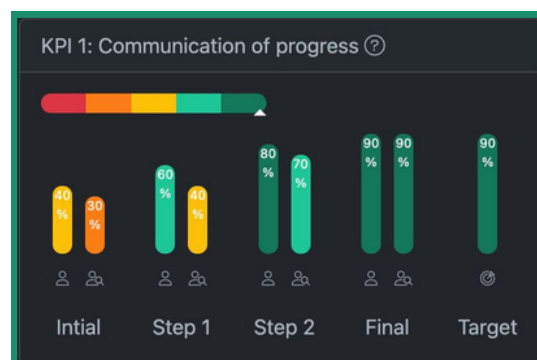 KPI 1: Communication of progress ?
90 % 90 % 90 %
80 %
70 %
60 %
40 % 30 % 40 %
Intial Step 1 Step 2 Final Target